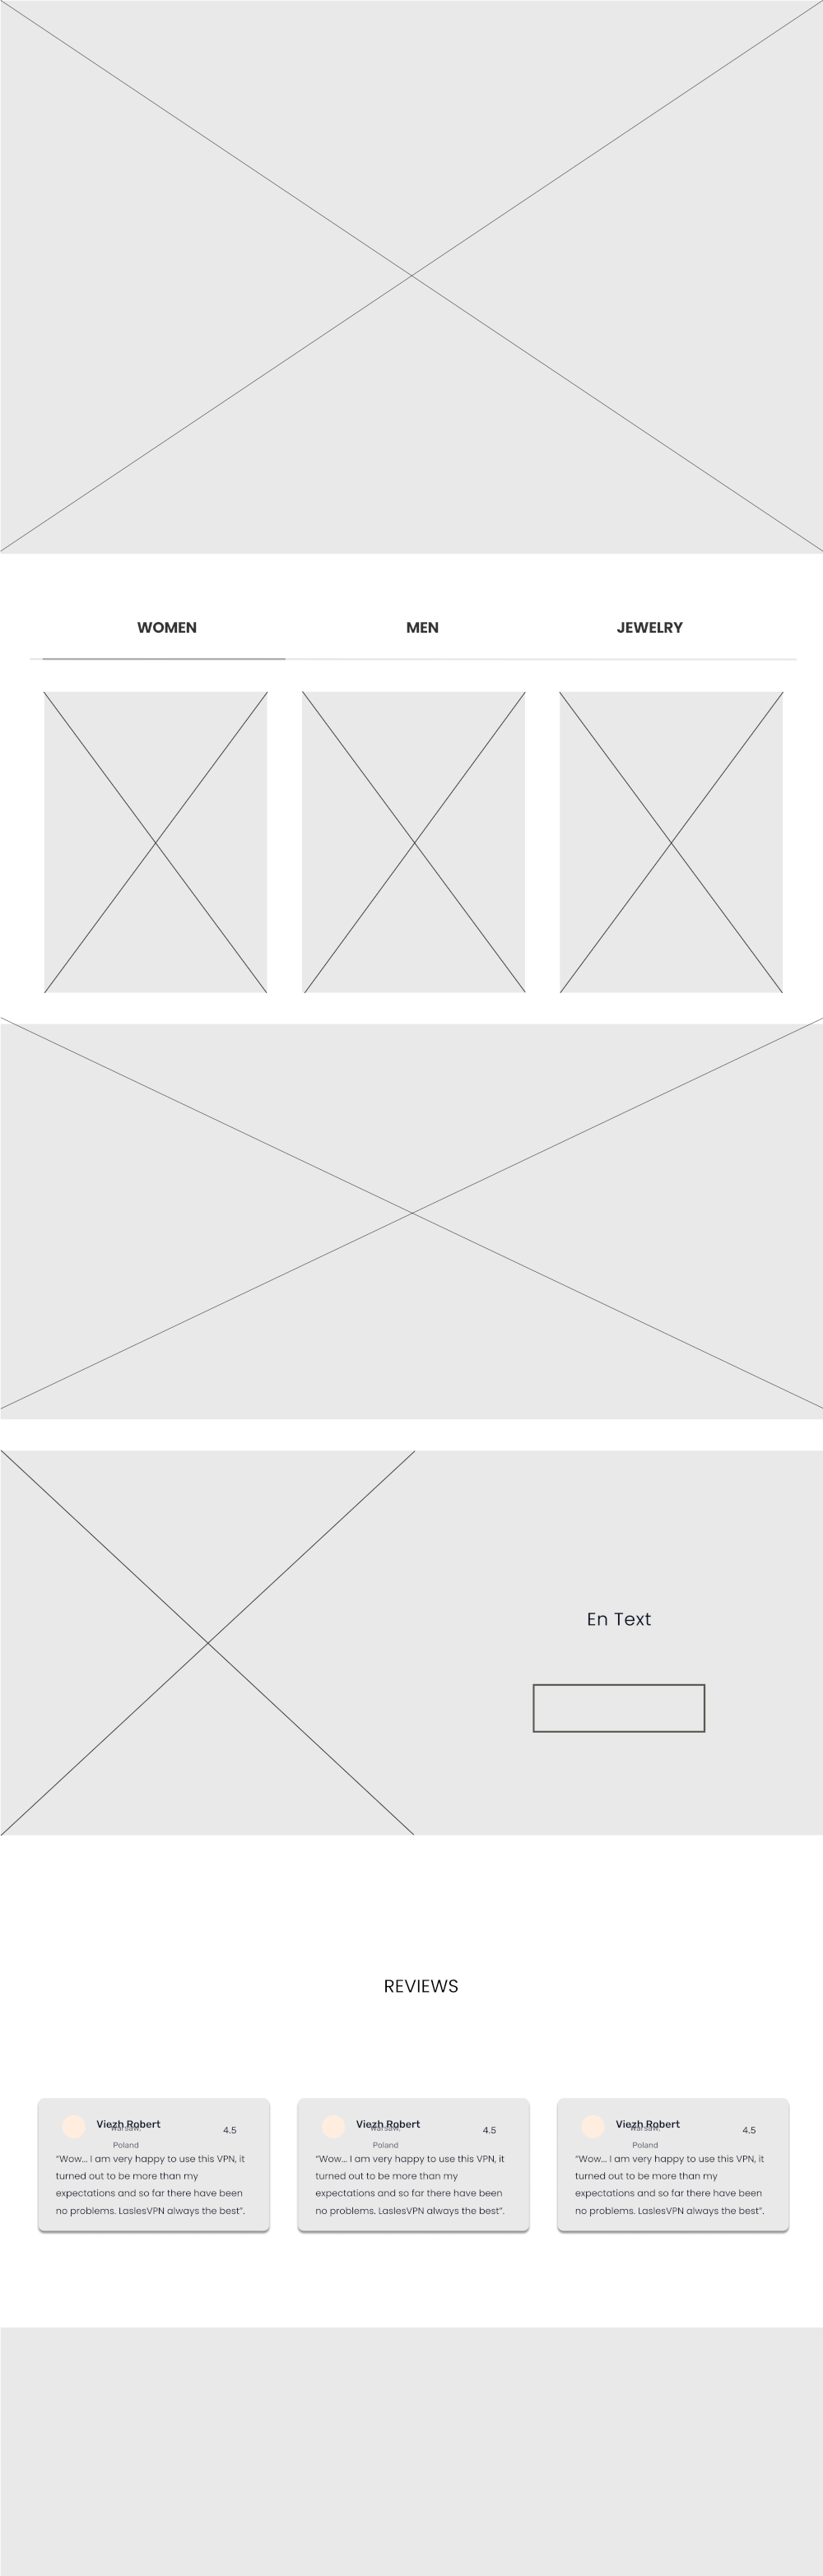 WOMEN MEN JEWELRY
En Text
REVIEWS
Viezh Robert
Warsaw,
Poland
4.5
“Wow... I am very happy to use this VPN, it
turned out to be more than my
expectations and so far there have been
no problems. LaslesVPN always the best”.
Viezh Robert
Warsaw,
Poland
4.5
“Wow... I am very happy to use this VPN, it
turned out to be more than my
expectations and so far there have been
no problems. LaslesVPN always the best”.
Viezh Robert
Warsaw,
Poland
4.5
“Wow... I am very happy to use this VPN, it
turned out to be more than my
expectations and so far there have been
no problems. LaslesVPN always the best”.